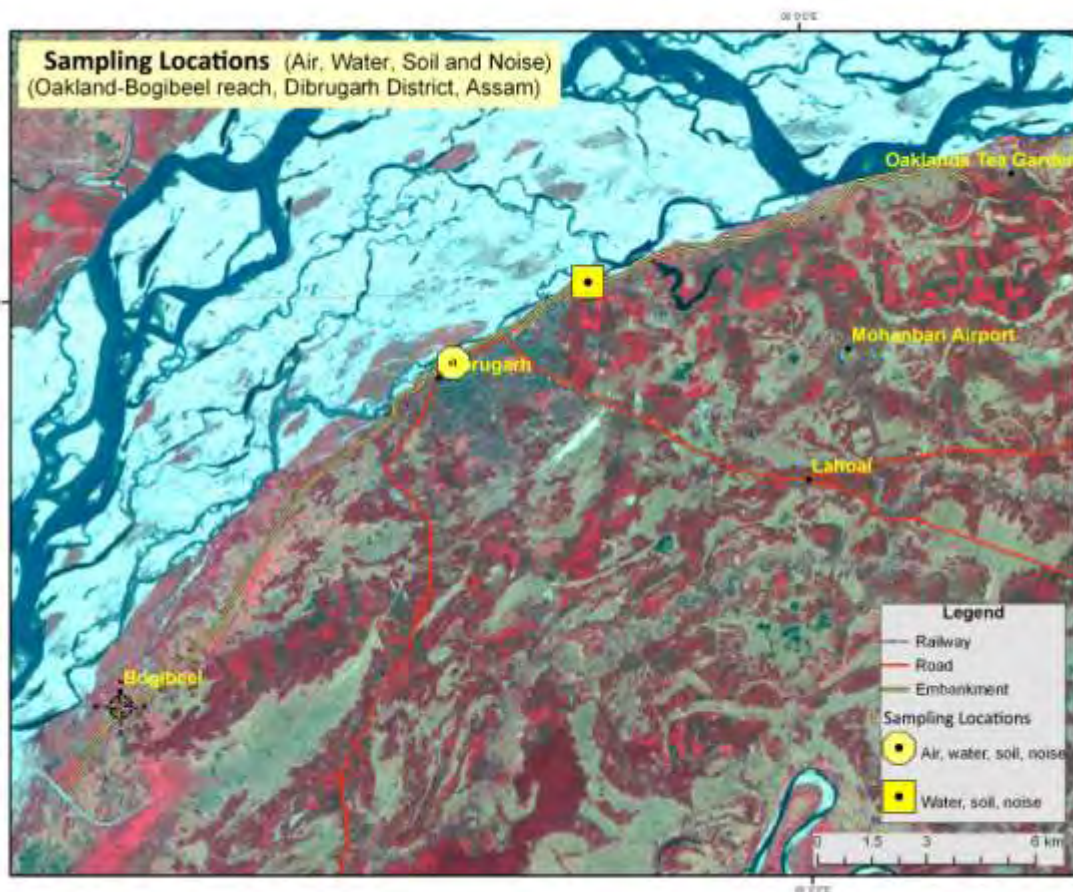 Sampling Locations (Air, Water, Soil and Noise)
(Oakland-Bogibeel reach, Dibrugarh District, Assam)
Oaklands Tea Garden
Mohanbari Airport
Lahoal
Bogibeel
Legend
Railway
Road
Embankment
Sampling Locations
Air, water, soil, noise
Water, soil, noise
0 1.5 3 6 km